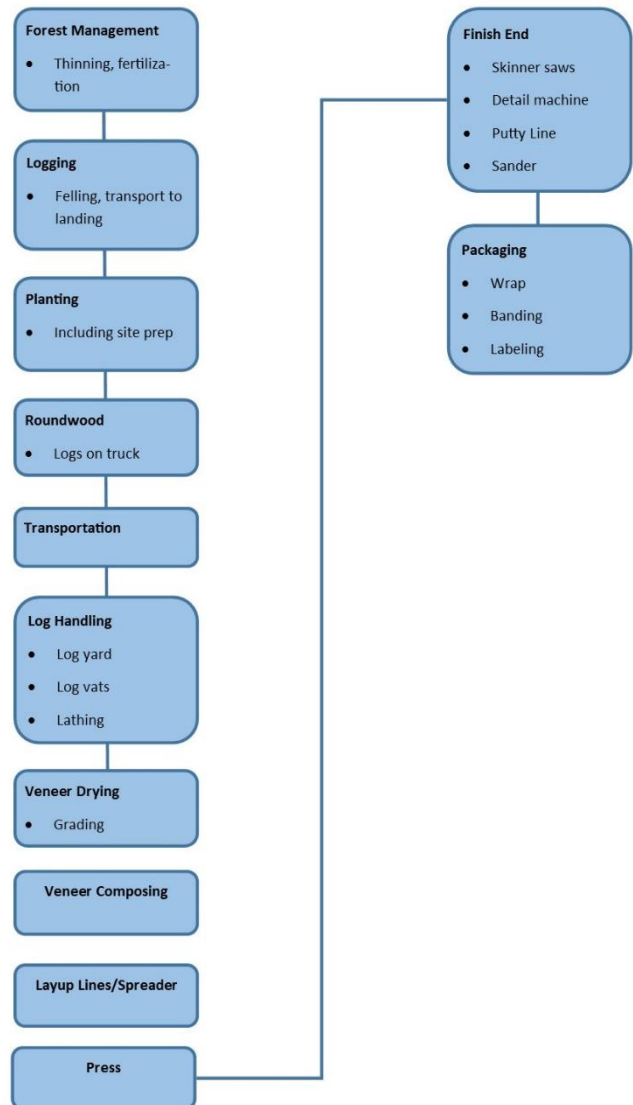 Forest Management
• Thinning, fertiliza-
tion
Logging
• Felling, transport to
landing
Planting
• Including site prep
Roundwood
• Logs on truck
Transportation
Log Handling
• Log yard
• Log vats
• Lathing
Veneer Drying
• Grading
Veneer Composing
Layup Lines/Spreader
Press
Finish End
• Skinner saws
• Detail machine
• Putty Line
• Sander
Packaging
• Wrap
• Banding
• Labeling